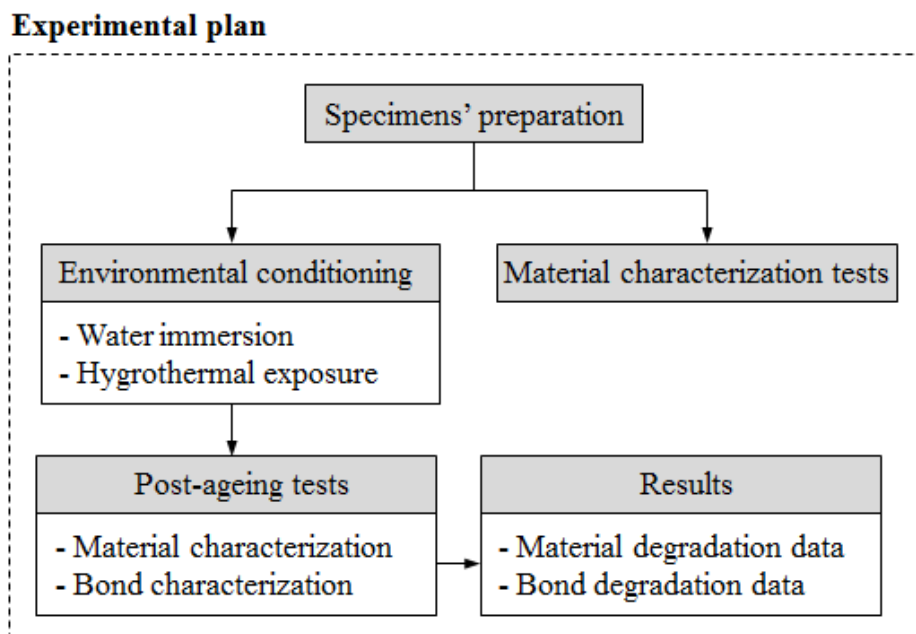 Experimental plan
Specimens’ preparation
Environmental conditioning
- Water immersion
- Hygrothermal exposure
Material characterization tests
Post-ageing tests
- Material characterization
- Bond characterization
Results
- Material degradation data
- Bond degradation data